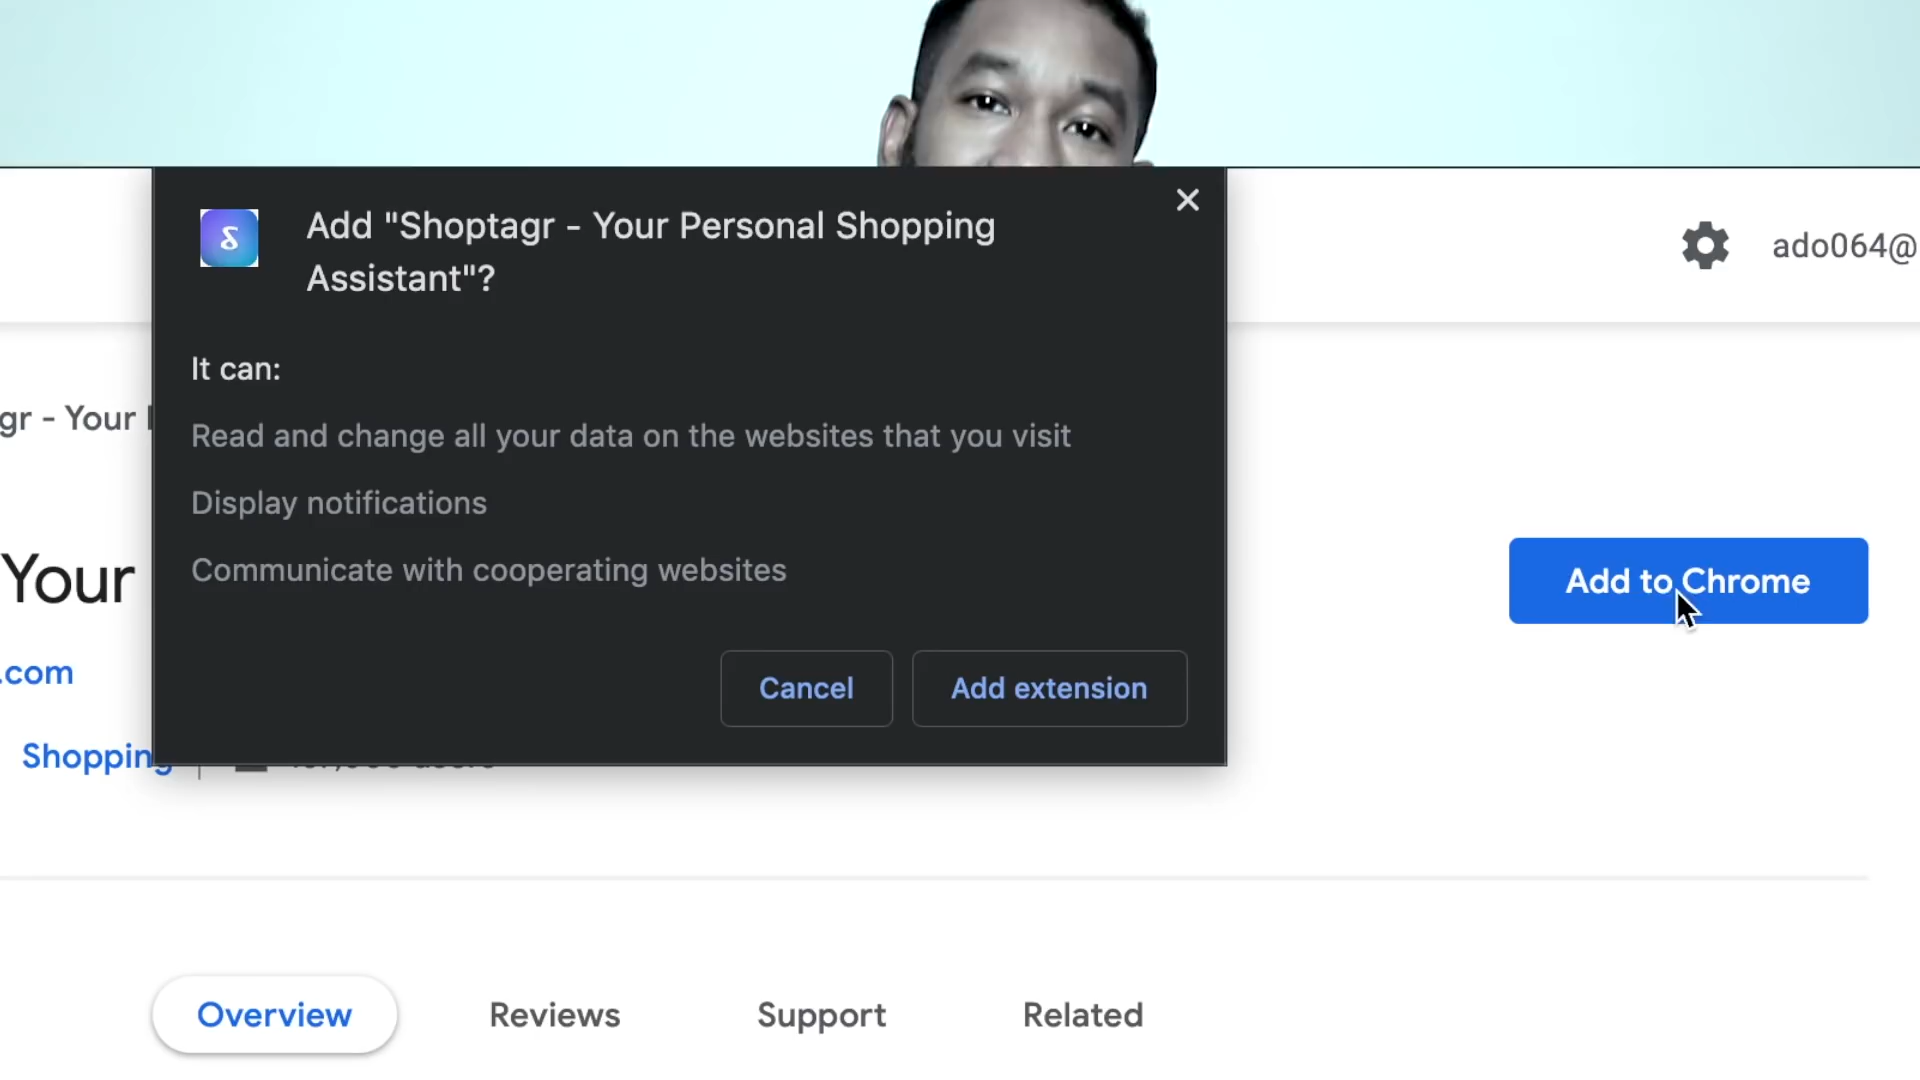 Add "Shoptagr - Your Personal Shopping
Assistant"?
ado064@
It can:
gr - Your
Read and change all your data on the websites that you visit
Display notifications
Communicate with cooperating websites
Your
Add to Chrome
.com
Cancel
Add extension
Shopping
Overview
Reviews
Support
Related